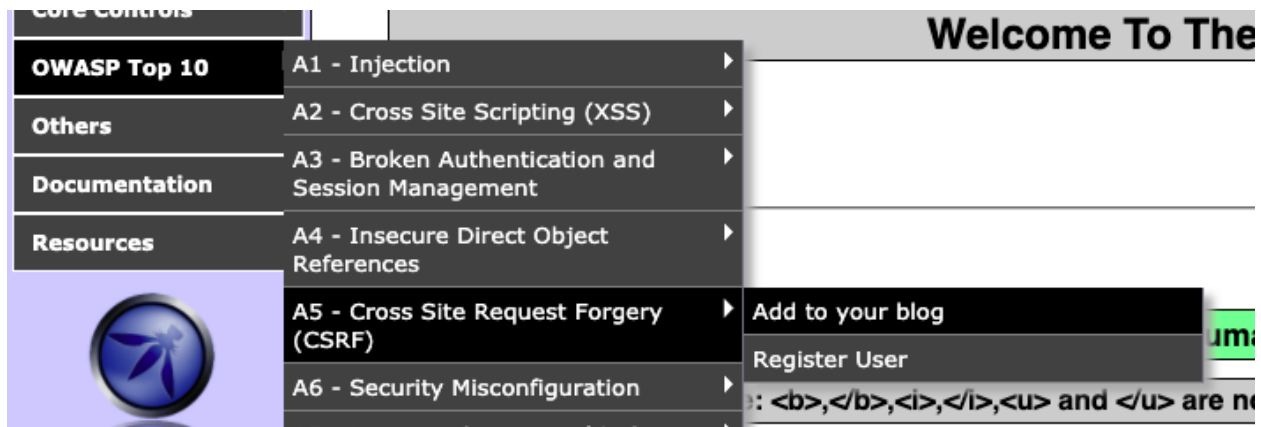 Core Controls
Welcome To The
OWASP Top 10
Others
Documentation
Resources
A1 - Injection
A2 - Cross Site Scripting (XSS)
A3 - Broken Authentication and
Session Management
A4 - Insecure Direct Object
References
A5 - Cross Site Request Forgery
(CSRF)
A6 - Security Misconfiguration
Add to your blog
Register User
: <b>,</b>,<i>,</i>,<u> and </u> are